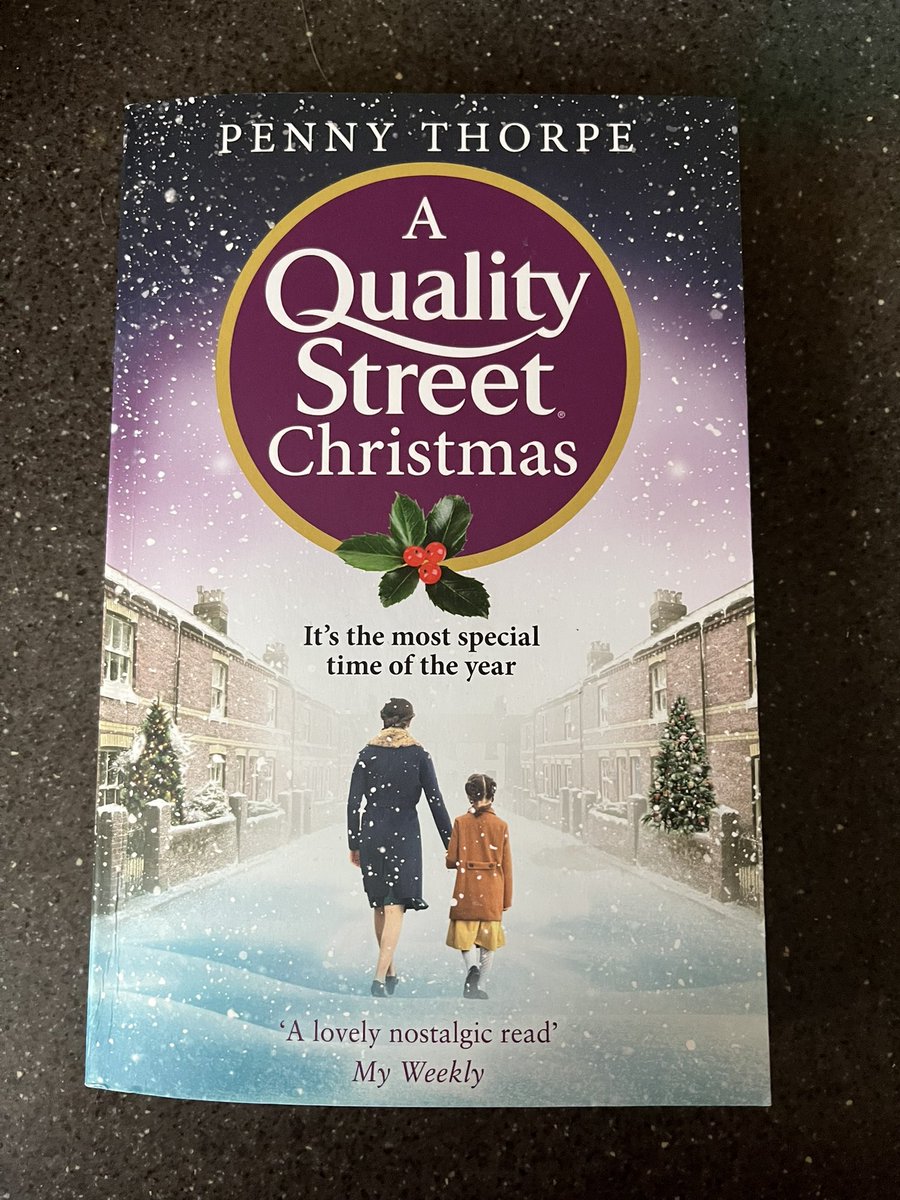 PENNY THORPE
A
Quality
Street®
Christmas
It's the most special
time of the year
‘A lovely nostalgic read’
My Weekly